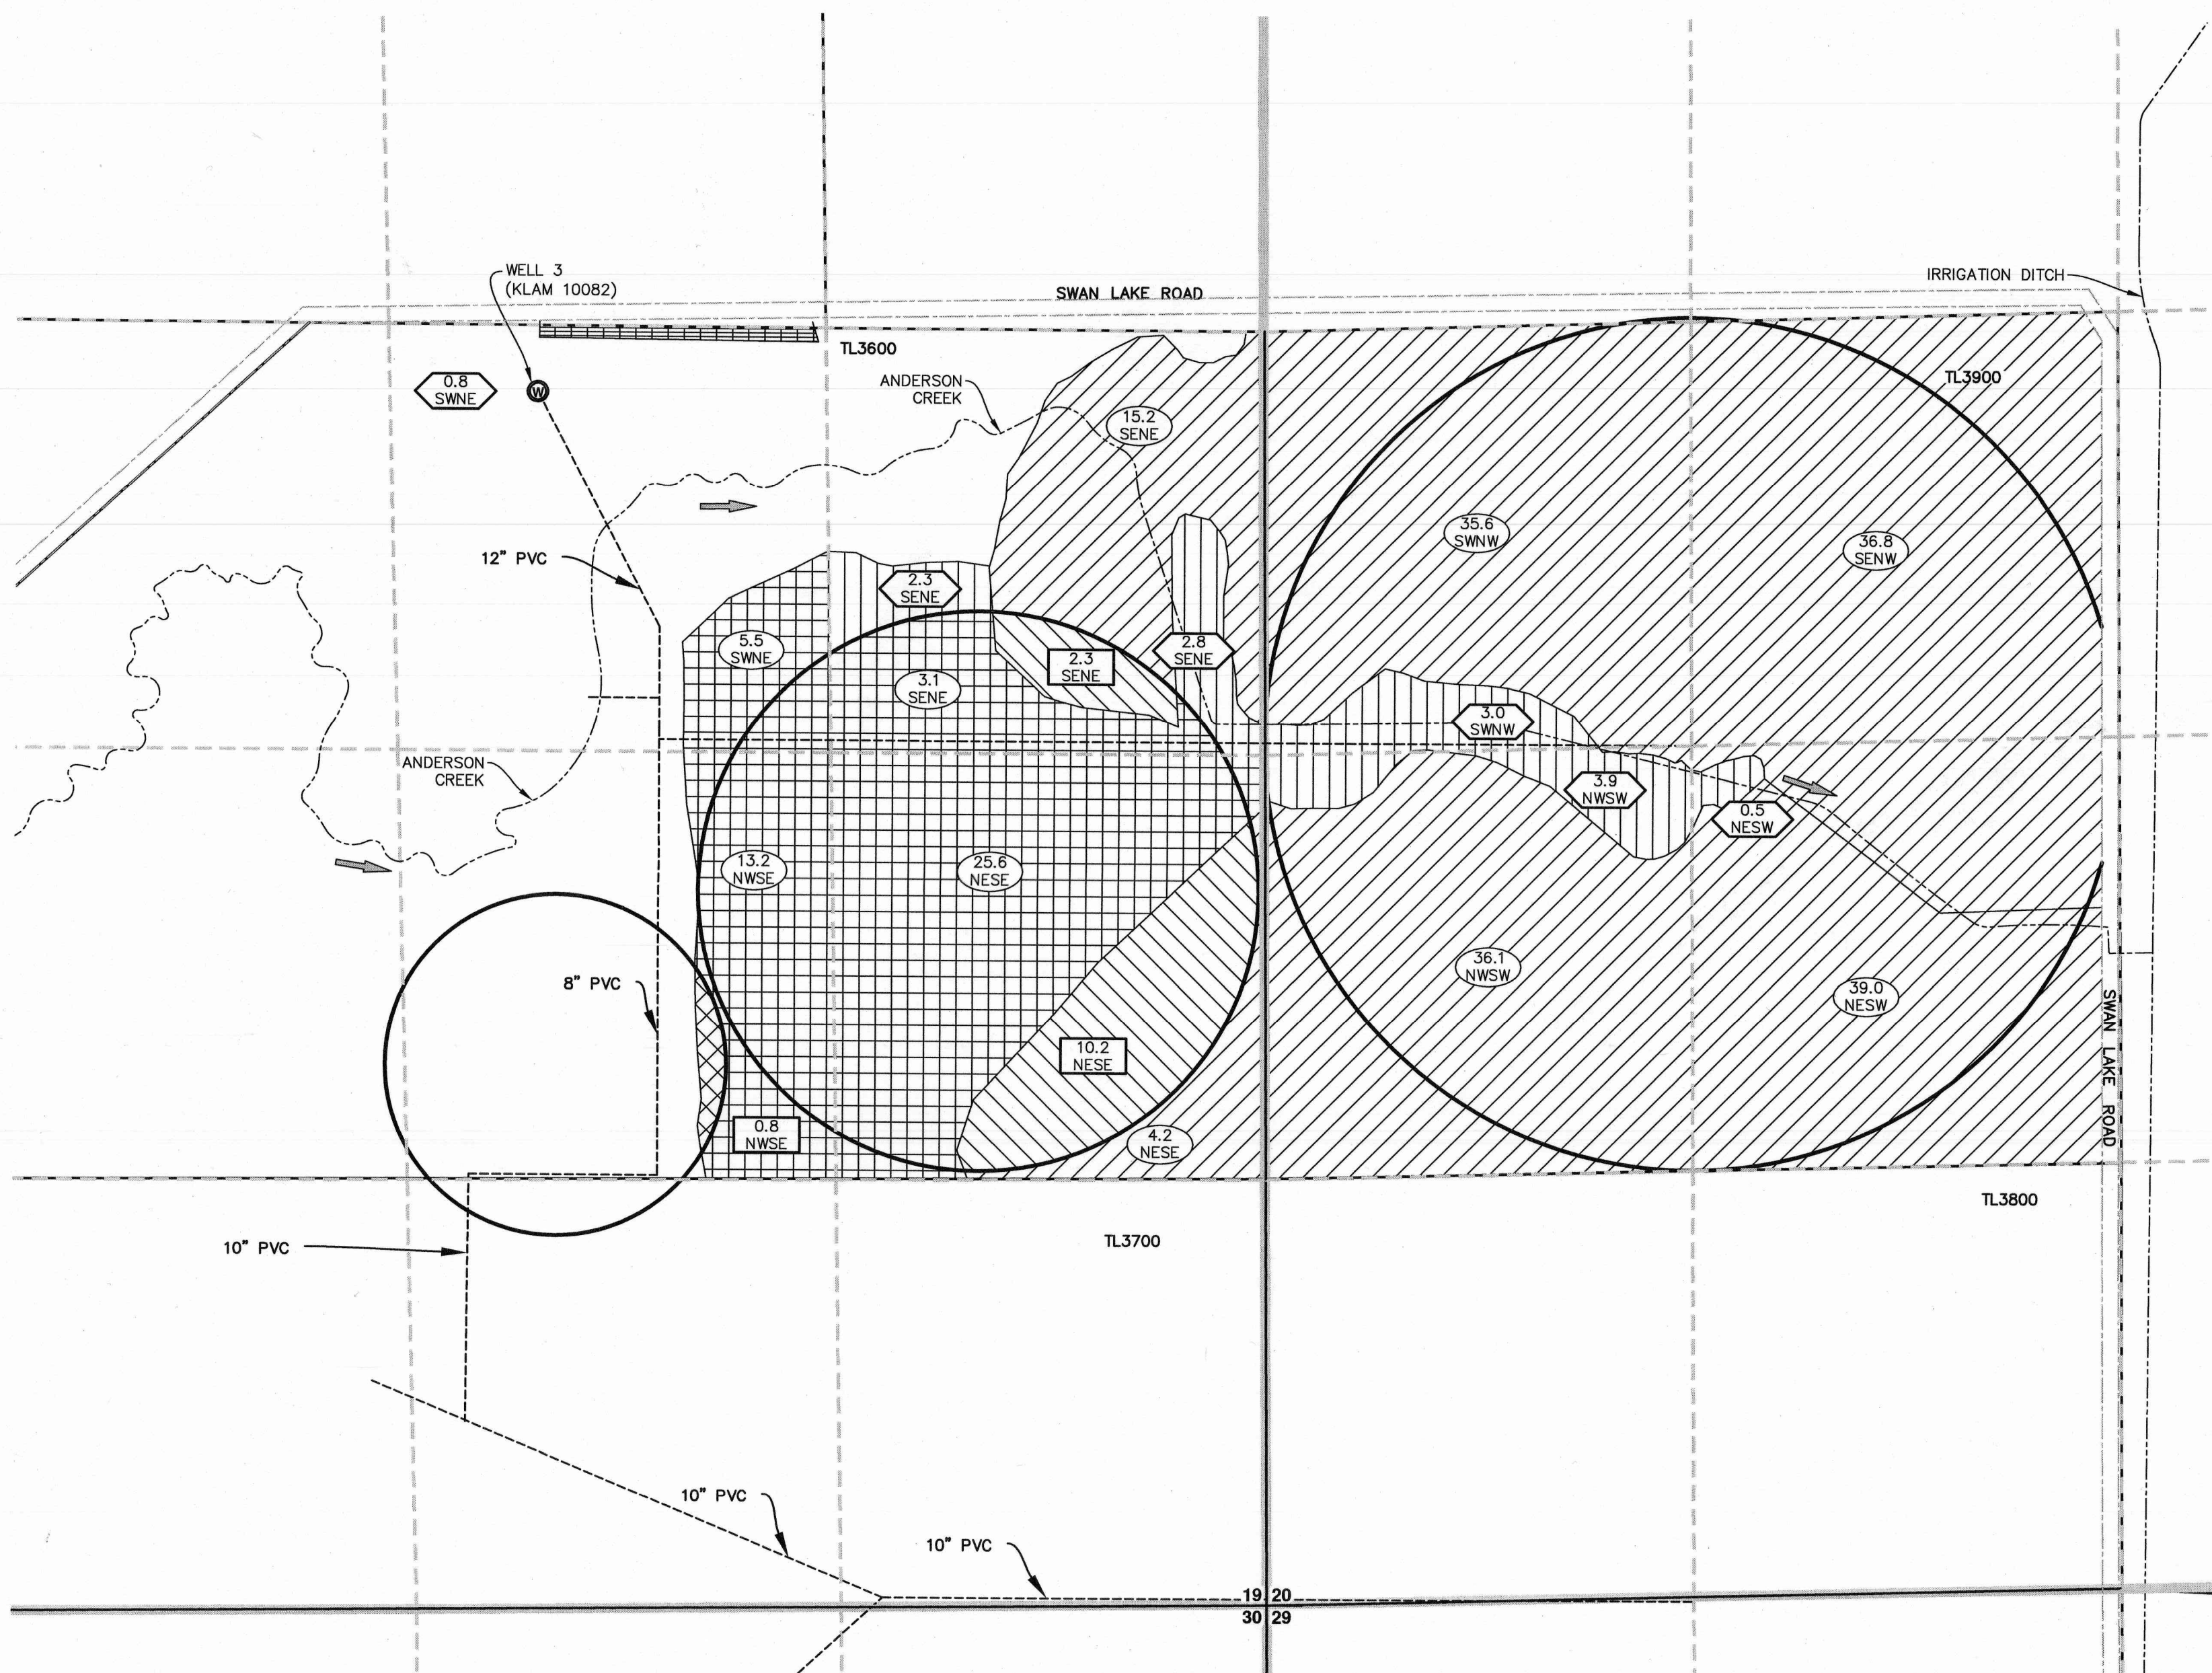 WELL 3
(KLAM 10082)
SWAN LAKE ROAD
IRRIGATION DITCH
TL3600
TL3900
0.8
SWNE
W
ANDERSON
CREEK
15.2
SENE
35.6
SWNW
36.8
SENW
12" PVC
2.3
SENE
5.5
SWNE
3.1
SENE
2.3
SENE
2.8
SENE
3.0
SWNW
ANDERSON
CREEK
3.9
NWSW
0.5
NESW
13.2
NWSE
25.6
NESE
8" PVC
36.1
NWSW
39.0
NESW
SWAN LAKE ROAD
10.2
NESE
0.8
NWSE
4.2
NESE
TL3800
10" PVC
TL3700
10" PVC
10" PVC
19 20
30 29